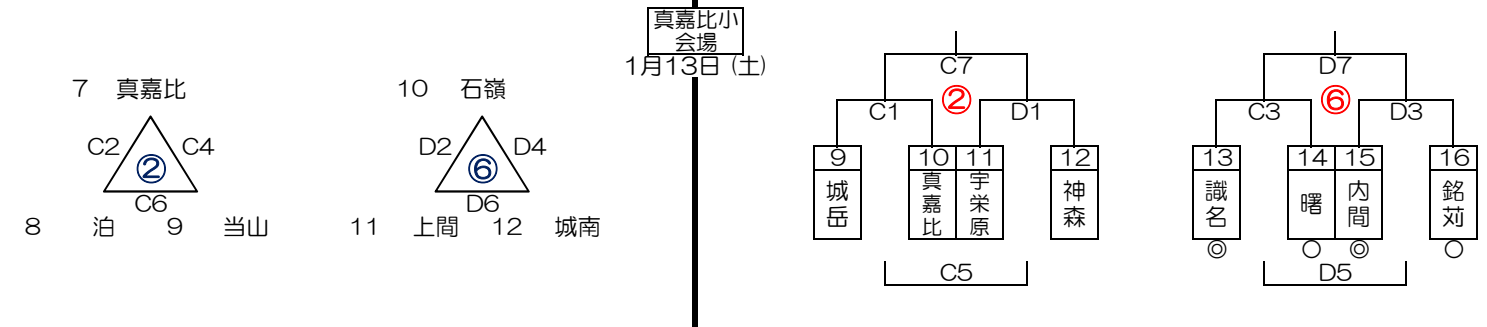 真嘉比小
会場
1月13日（土）
7 真嘉比
C2 C4
②
C6
8 泊 9 当山
10 石嶺
D2 D4
⑥
D6
11 上間 12 城南
C7
②
C1 D1
9 10 11 12
城岳 真嘉比 宇栄原 神森
C5
D7
⑥
C3 D3
13 14 15 16
識名 曙 内間 銘苅
◎ ○ ◎ ○
D5